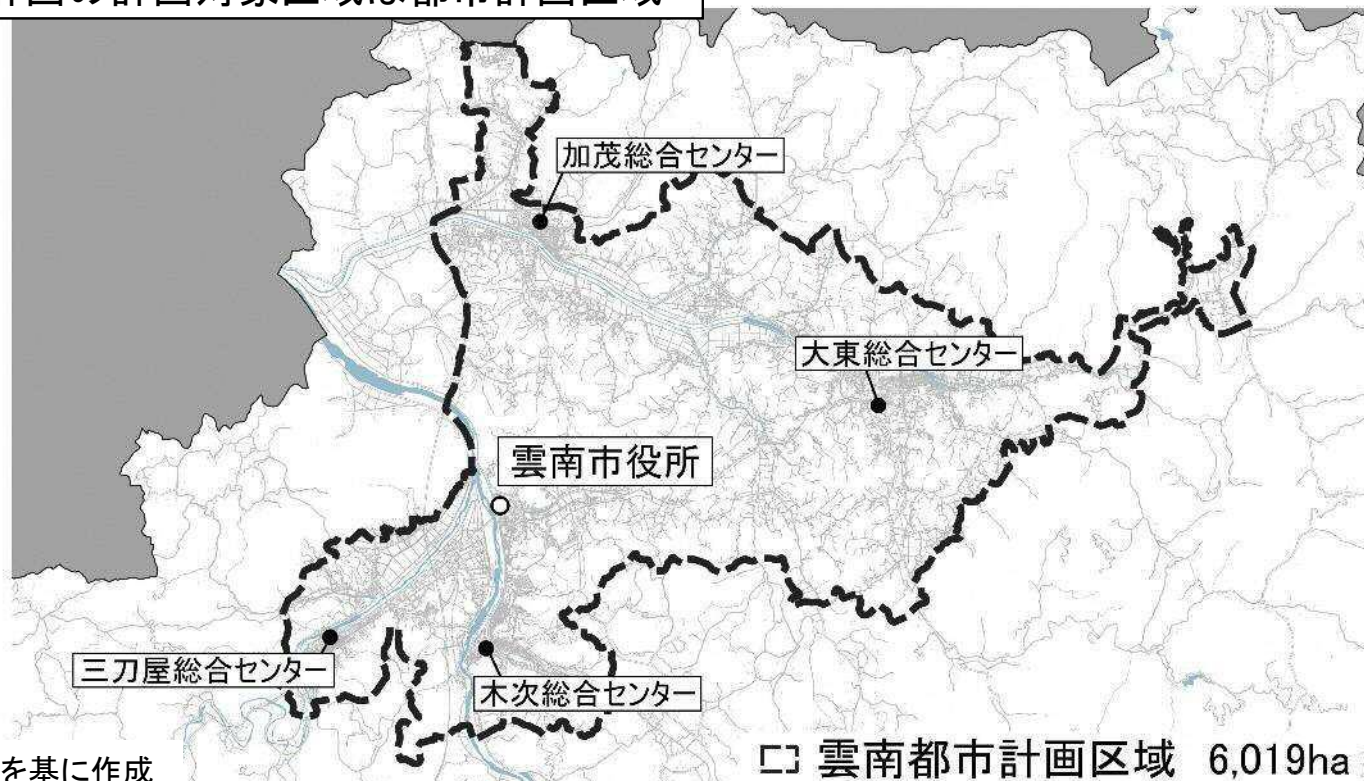 計画の計画対象区域は都市計画区域
加茂総合センター
大東総合センター
雲南市役所
三刀屋総合センター
木次総合センター
雲南都市計画区域 6,019ha
を基に作成